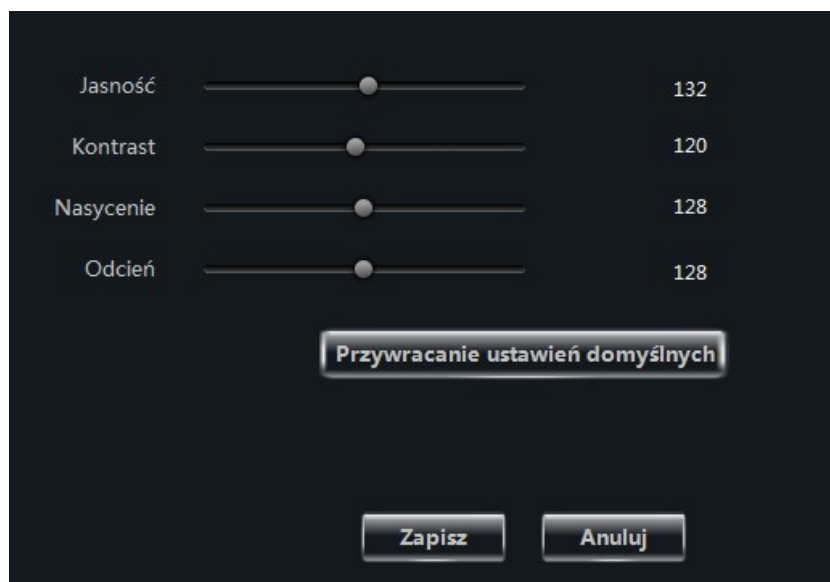 Jasność 132
Kontrast 120
Nasycenie 128
Odcień 128
Przywracanie ustawień domyślnych
Zapisz Anuluj